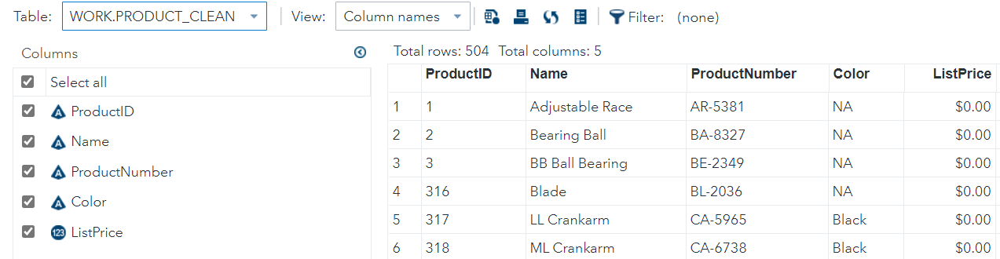 Table: WORK.PRODUCT_CLEAN View: Column names Filter: (none)
Columns
Select all
ProductID
Name
ProductNumber
Color
123 ListPrice
Total rows: 504 Total columns: 5
ProductID Name ProductNumber Color ListPrice
1 1 Adjustable Race AR-5381 NA $0.00
2 2 Bearing Ball BA-8327 NA $0.00
3 3 BB Ball Bearing BE-2349 NA $0.00
4 316 Blade BL-2036 NA $0.00
5 317 LL Crankarm CA-5965 Black $0.00
6 318 ML Crankarm CA-6738 Black $0.00